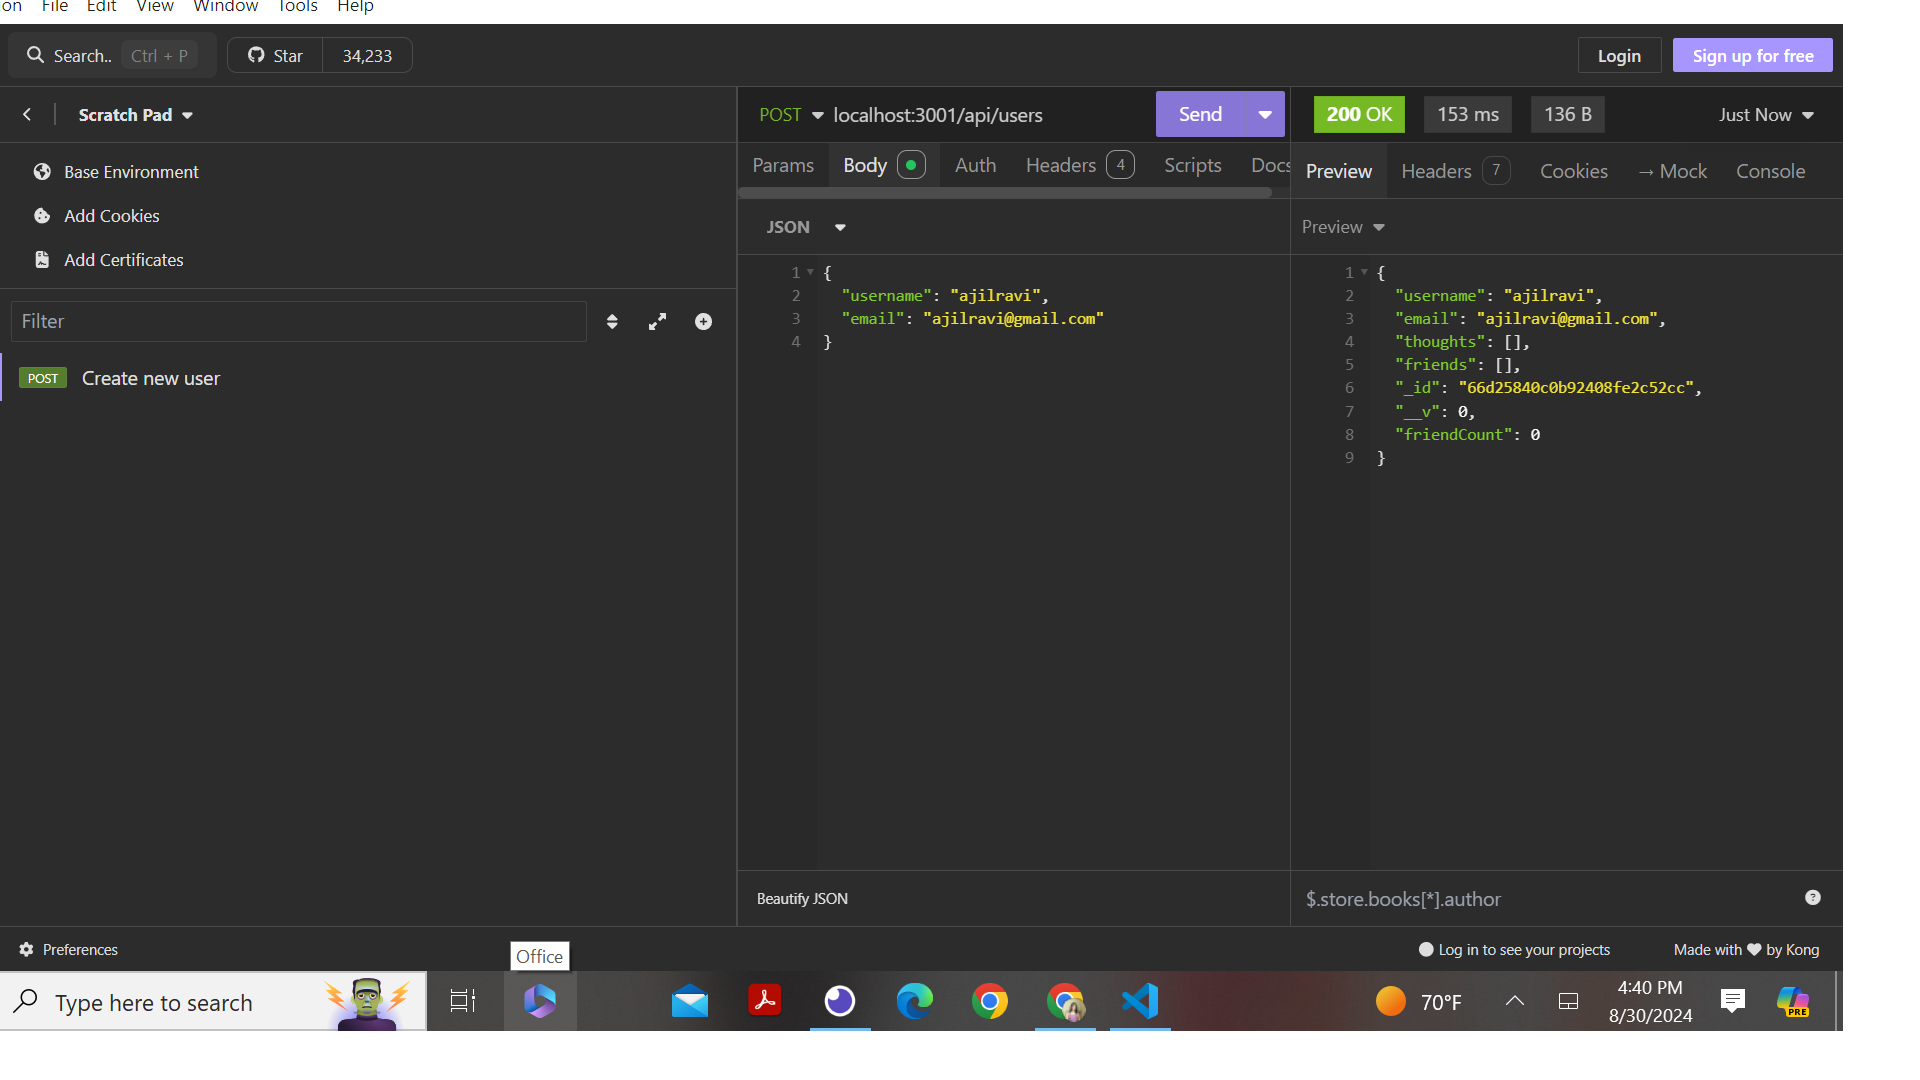 on File Edit View Window Tools Help
Search.. Ctrl + P Star 34,233 Login Sign up for free
Scratch Pad
Base Environment
Add Cookies
Add Certificates
Filter
POST Create new user
POST localhost:3001/api/users Send
Params Body Auth Headers 4 Scripts Docs
JSON
1 {
2 "username": "ajilravi",
3 "email": "ajilravi@gmail.com"
4 }
Beautify JSON
200 OK 153 ms 136 B Just Now
Preview Headers 7 Cookies → Mock Console
Preview
1 {
2 "username": "ajilravi",
3 "email": "ajilravi@gmail.com",
4 "thoughts": [],
5 "friends": [],
6 "_id": "66d25840c0b92408fe2c52cc",
7 "__v": 0,
8 "friendCount": 0
9 }
$.store.books[*].author ?
Preferences Log in to see your projects Made with ❤ by Kong
Office
Type here to search 70°F 4:40 PM
8/30/2024
PRE